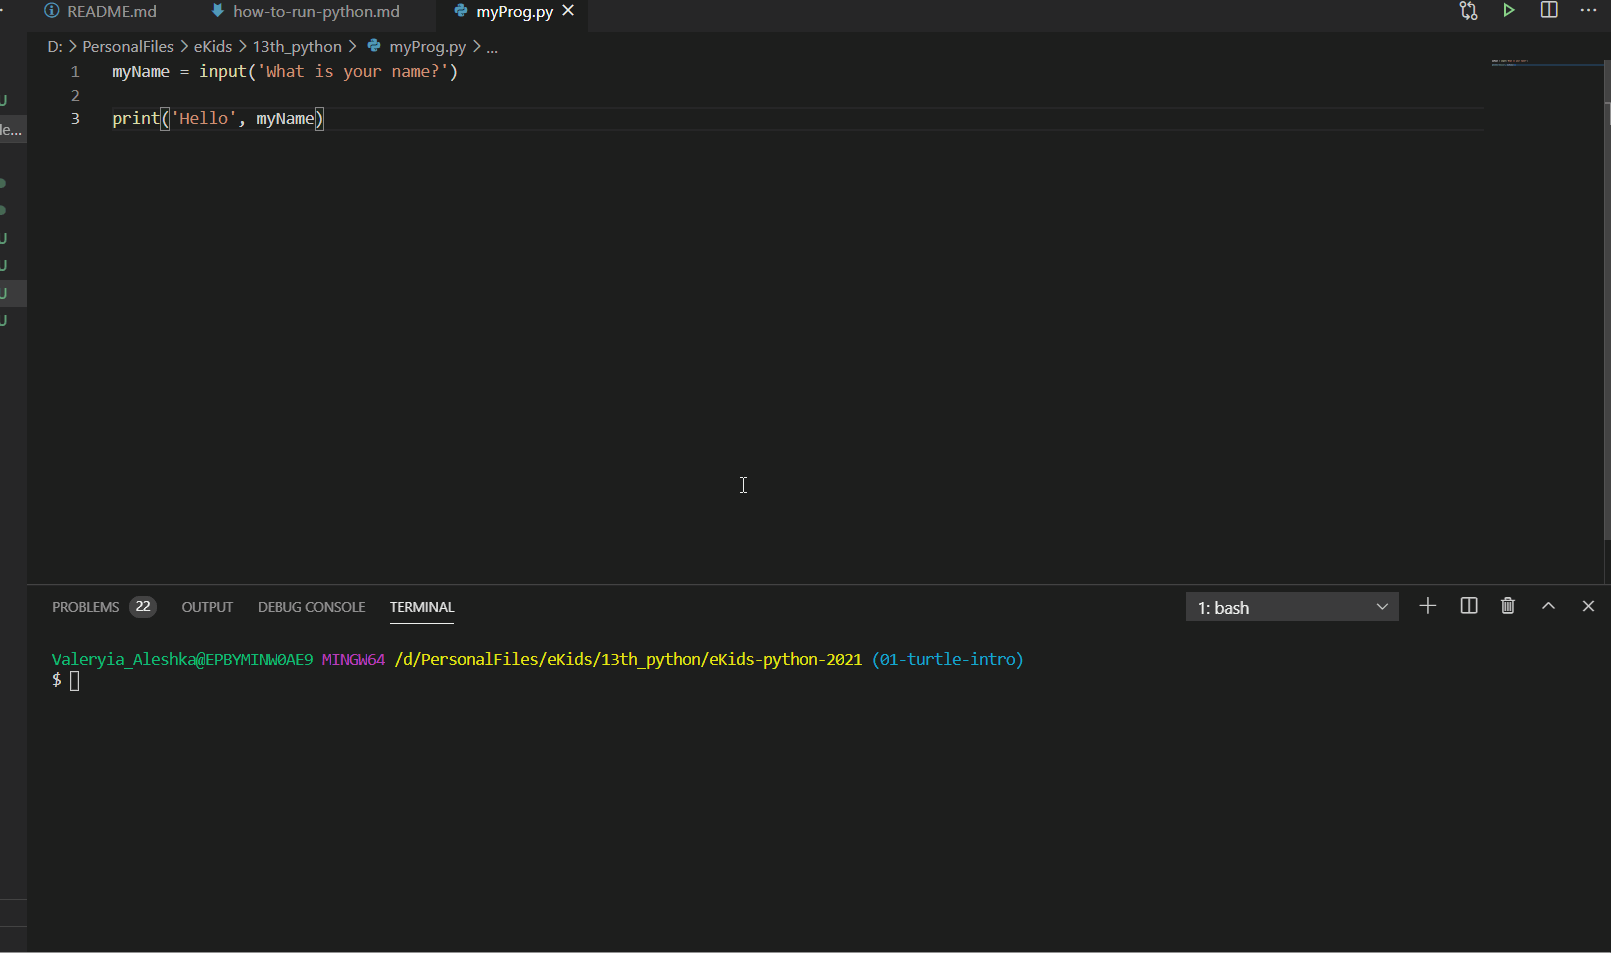 README.md how-to-run-python.md myProg.py
D: > PersonalFiles > eKids > 13th_python > myProg.py > ...
1 myName = input('What is your name?')
2
3 print('Hello', myName)
U
le...
U
U
U
U
PROBLEMS 22 OUTPUT DEBUG CONSOLE TERMINAL 1: bash
Valeryia_Aleshka@EPBYMINW0AE9 MINGW64 /d/PersonalFiles/eKids/13th_python/eKids-python-2021 (01-turtle-intro)
$